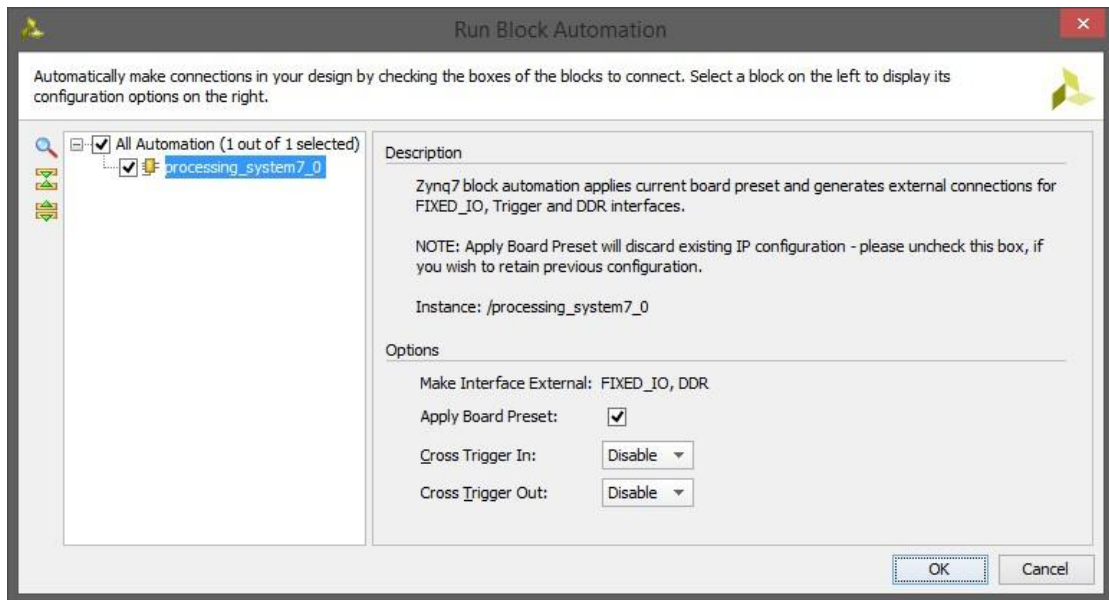 Run Block Automation
Automatically make connections in your design by checking the boxes of the blocks to connect. Select a block on the left to display its
configuration options on the right.
All Automation (1 out of 1 selected)
processing_system7_0
Description
Zynq7 block automation applies current board preset and generates external connections for
FIXED_IO, Trigger and DDR interfaces.
NOTE: Apply Board Preset will discard existing IP configuration - please uncheck this box, if
you wish to retain previous configuration.
Instance: /processing_system7_0
Options
Make Interface External: FIXED_IO, DDR
Apply Board Preset:
Cross Trigger In: Disable
Cross Trigger Out: Disable
OK Cancel